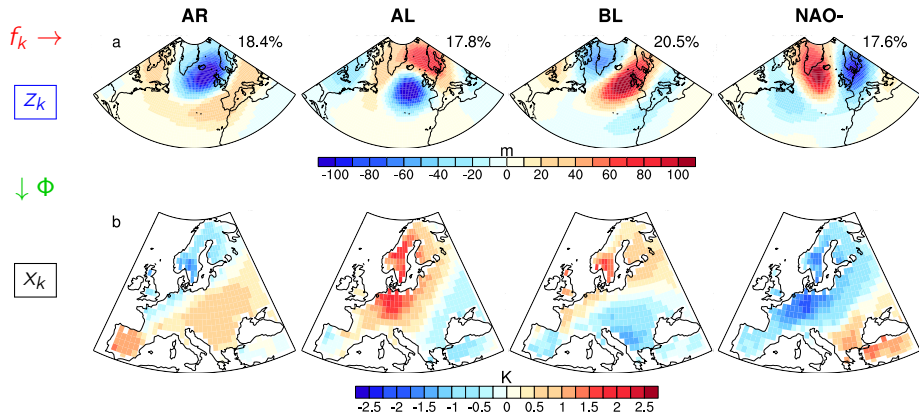 AR AL BL NAO-
f_k →
a 18.4% 17.8% 20.5% 17.6%
Z_k
m
-100 -80 -60 -40 -20 0 20 40 60 80 100
↓ Φ
b
X_k
K
-2.5 -2 -1.5 -1 -0.5 0 0.5 1 1.5 2 2.5